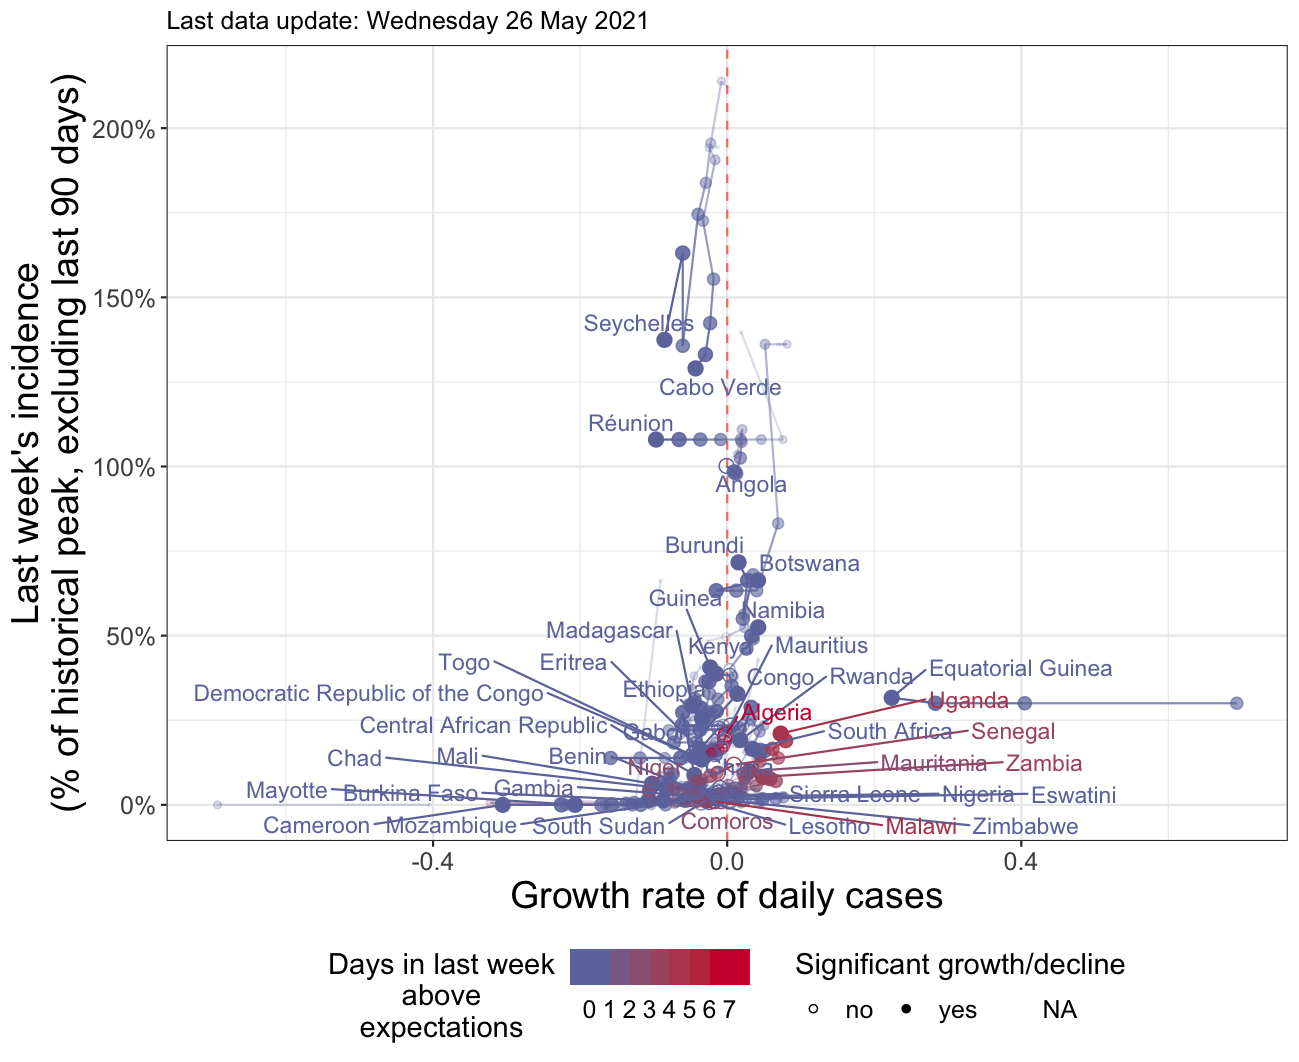 Last data update: Wednesday 26 May 2021
Last week's incidence
(% of historical peak, excluding last 90 days)
200%
150%
100%
50%
0%
Seychelles
Cabo Verde
Réunion
Angola
Burundi
Botswana
Guinea
Namibia
Madagascar
Kenya
Mauritius
Togo
Eritrea
Congo
Rwanda
Equatorial Guinea
Democratic Republic of the Congo
Ethiopia
Uganda
Algeria
Central African Republic
Gabon
South Africa
Senegal
Chad
Mali
Benin
Niger
Ghana
Mauritania
Zambia
Mayotte
Burkina Faso
Gambia
Sierra Leone
Nigeria
Eswatini
Cameroon
Mozambique
South Sudan
Comoros
Lesotho
Malawi
Zimbabwe
-0.4
0.0
0.4
Growth rate of daily cases
Days in last week
above
expectations
0 1 2 3 4 5 6 7
Significant growth/decline
no
yes
NA